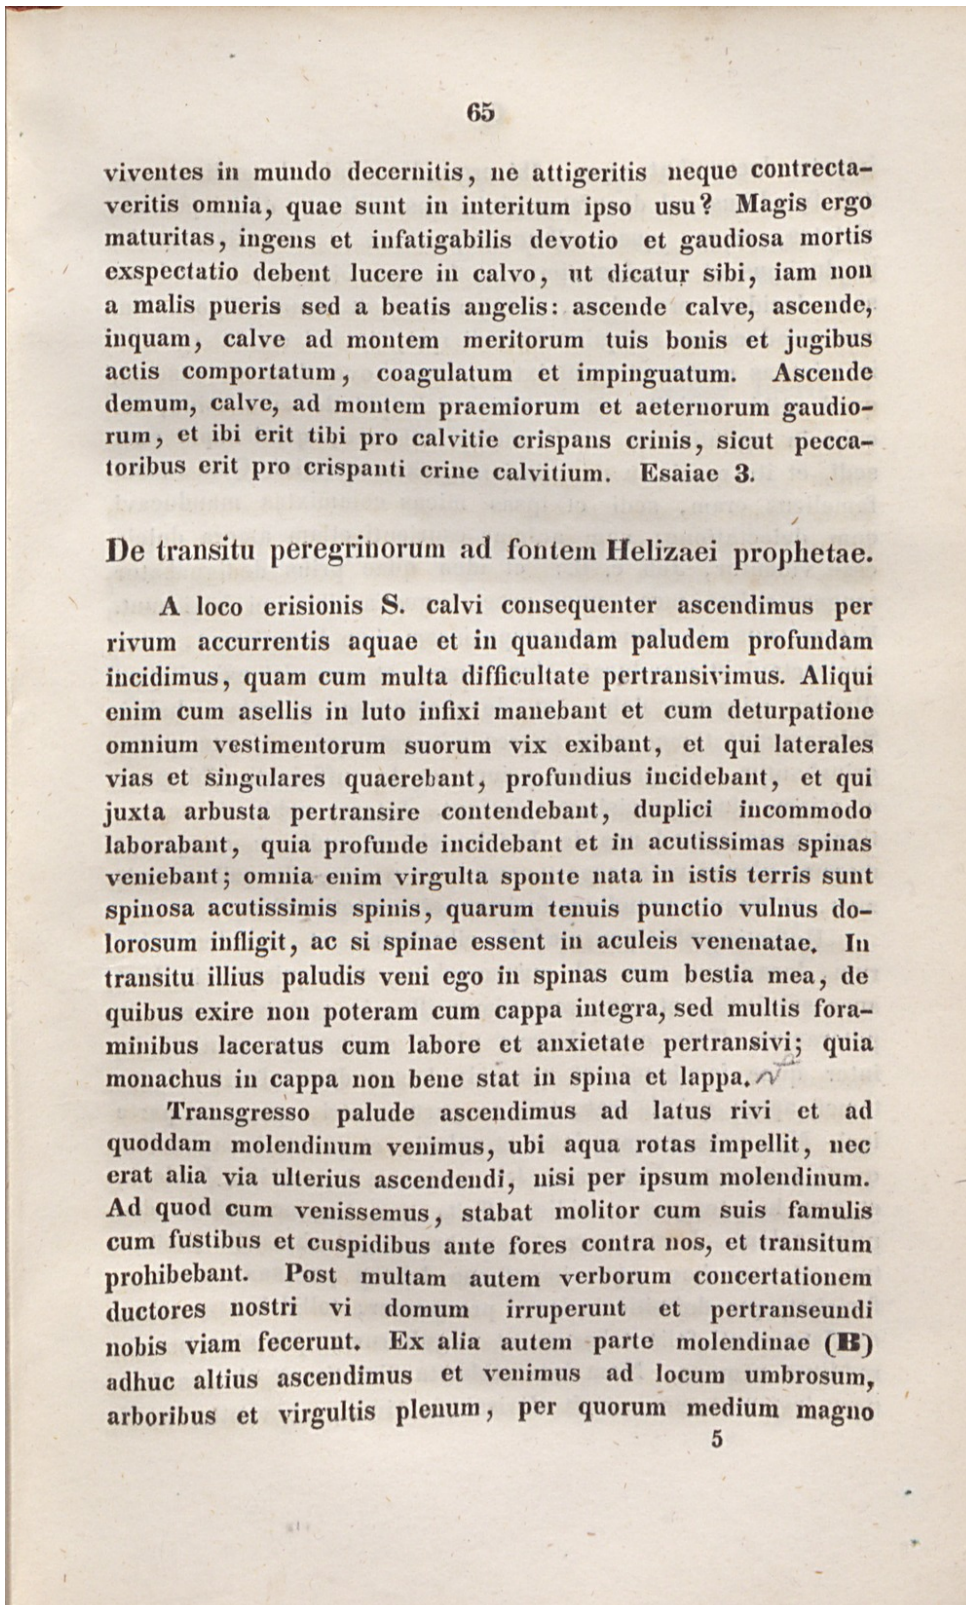 65
viventes in mundo decernitis, ne attigeritis neque contrecta-
veritis omnia, quae sunt in interitum ipso usu? Magis ergo
maturitas, ingens et infatigabilis devotio et gaudiosa mortis
exspectatio debent lucere in calvo, ut dicatur sibi, iam non
a malis pueris sed a beatis angelis: ascende calve, ascende,
inquam, calve ad montem meritorum tuis bonis et jugibus
actis comportatum, coagulatum et impinguatum. Ascende
demum, calve, ad montem praemiorum et aeternorum gaudio-
rum, et ibi erit tibi pro calvitie crispans crinis, sicut pecca-
toribus erit pro crispanti crine calvitium. Esaiae 3.
De transitu peregrinorum ad fontem Helizaei prophetae.
A loco erisionis S. calvi consequenter ascendimus per
rivum accurrentis aquae et in quandam paludem profundam
incidimus, quam cum multa difficultate pertransivimus. Aliqui
enim cum asellis in luto infixi manebant et cum deturpatione
omnium vestimentorum suorum vix exibant, et qui laterales
vias et singulares quaerebant, profundius incidebant, et qui
juxta arbusta pertransire contendebant, duplici incommodo
laborabant, quia profunde incidebant et in acutissimas spinas
veniebant; omnia enim virgulta sponte nata in istis terris sunt
spinosa acutissimis spinis, quarum tenuis punctio vulnus do-
lorosum infligit, ac si spinae essent in aculeis venenatae. In
transitu illius paludis veni ego in spinas cum bestia mea, de
quibus exire non poteram cum cappa integra, sed multis fora-
minibus laceratus cum labore et anxietate pertransivi; quia
monachus in cappa non bene stat in spina et lappa.
Transgresso palude ascendimus ad latus rivi et ad
quoddam molendinum venimus, ubi aqua rotas impellit, nec
erat alia via ulterius ascendendi, nisi per ipsum molendinum.
Ad quod cum venissemus, stabat molitor cum suis famulis
cum fustibus et cuspidibus ante fores contra nos, et transitum
prohibebant. Post multam autem verborum concertationem
ductores nostri vi domum irruperunt et pertranseundi
nobis viam fecerunt. Ex alia autem parte molendinae (B)
adhuc altius ascendimus et venimus ad locum umbrosum,
arboribus et virgultis plenum, per quorum medium magno
5